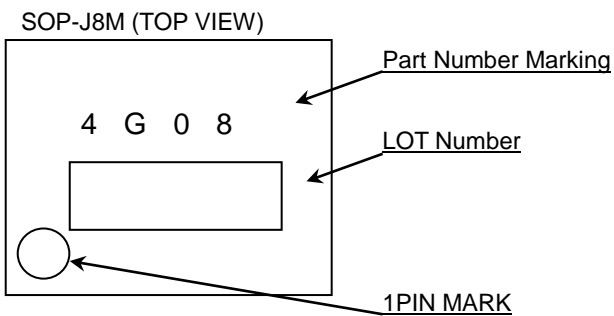 SOP-J8M (TOP VIEW)
Part Number Marking
4 G 0 8
LOT Number
1PIN MARK